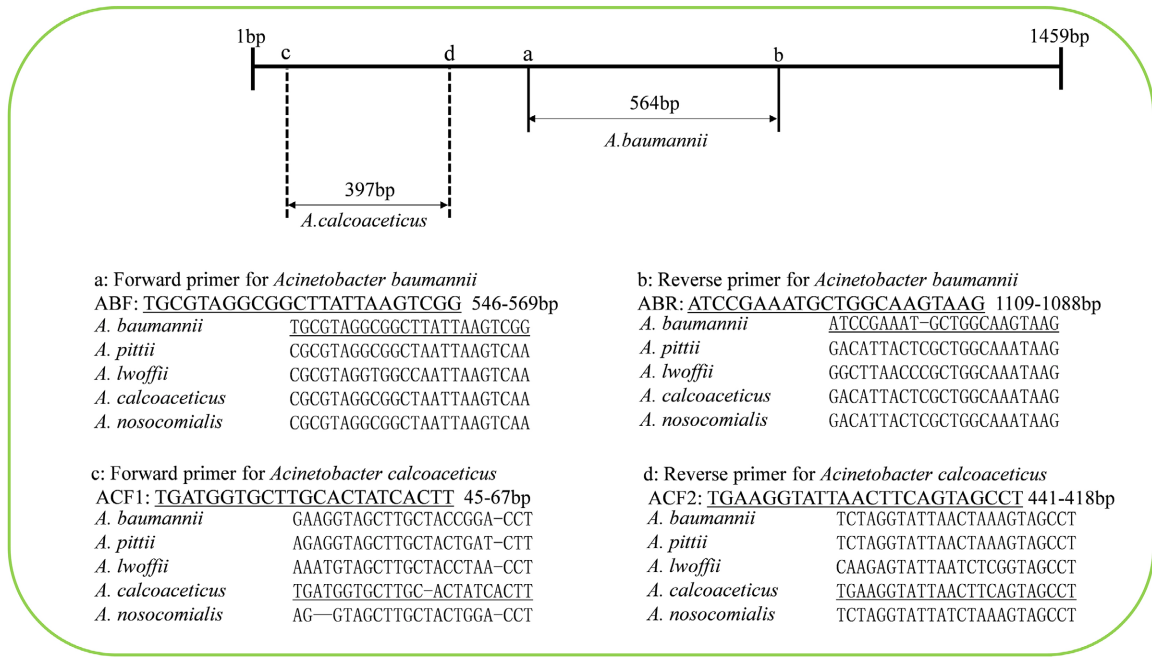 1bp
1459bp
c
d
a
b
564bp
A.baumannii
397bp
A.calcoaceticus
a: Forward primer for Acinetobacter baumannii
ABF: TGCGTAGGCGGCTTATTAAGTCGG 546-569bp
A. baumannii TGCGTAGGCGGCTTATTAAGTCGG
A. pittii CGCGTAGGCGGCTAATTAAGTCAA
A. lwoffii CGCGTAGGTGGCCAATTAAGTCAA
A. calcoaceticus CGCGTAGGCGGCTAATTAAGTCAA
A. nosocomialis CGCGTAGGCGGCTAATTAAGTCAA
b: Reverse primer for Acinetobacter baumannii
ABR: ATCCGAAATGCTGGCAAGTAAG 1109-1088bp
A. baumannii ATCCGAAAT-GCTGGCAAGTAAG
A. pittii GACATTACTCGCTGGCAAATAAG
A. lwoffii GGCTTAACCCGCTGGCAAATAAG
A. calcoaceticus GACATTACTCGCTGGCAAATAAG
A. nosocomialis GACATTACTCGCTGGCAAATAAG
c: Forward primer for Acinetobacter calcoaceticus
ACF1: TGATGGTGCTTGCACTATCACTT 45-67bp
A. baumannii GAAGGTAGCTTGCTACCGGA-CCT
A. pittii AGAGGTAGCTTGCTACTGAT-CTT
A. lwoffii AAATGTAGCTTGCTACCTAA-CCT
A. calcoaceticus TGATGGTGCTTGC-ACTATCACTT
A. nosocomialis AG--GTAGCTTGCTACTGGA-CCT
d: Reverse primer for Acinetobacter calcoaceticus
ACF2: TGAAGGTATTAACTTCAGTAGCCT 441-418bp
A. baumannii TCTAGGTATTAACTAAAGTAGCCT
A. pittii TCTAGGTATTAACTAAAGTAGCCT
A. lwoffii CAAGAGTATTAATCTCGGTAGCCT
A. calcoaceticus TGAAGGTATTAACTTCAGTAGCCT
A. nosocomialis TCTAGGTATTATCTAAAGTAGCCT